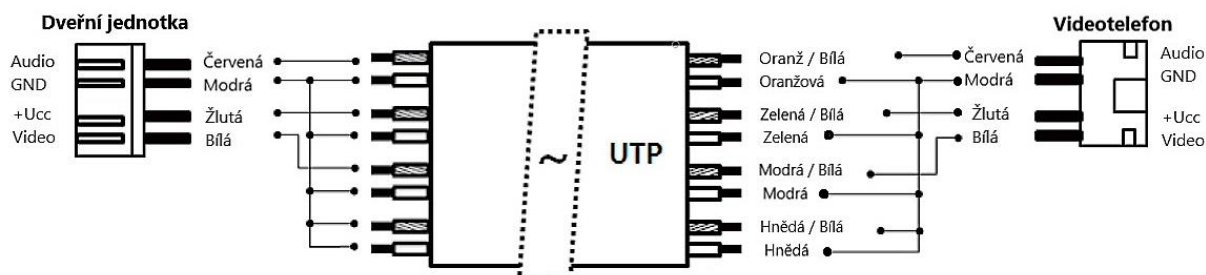 Dveřní jednotka
Audio
GND
+Ucc
Video
Červená
Modrá
Žlutá
Bílá
~
UTP
Oranž / Bílá
Oranžová
Zelená / Bílá
Zelená
Modrá / Bílá
Modrá
Hnědá / Bílá
Hnědá
Videotelefon
Červená
Modrá
Žlutá
Bílá
Audio
GND
+Ucc
Video